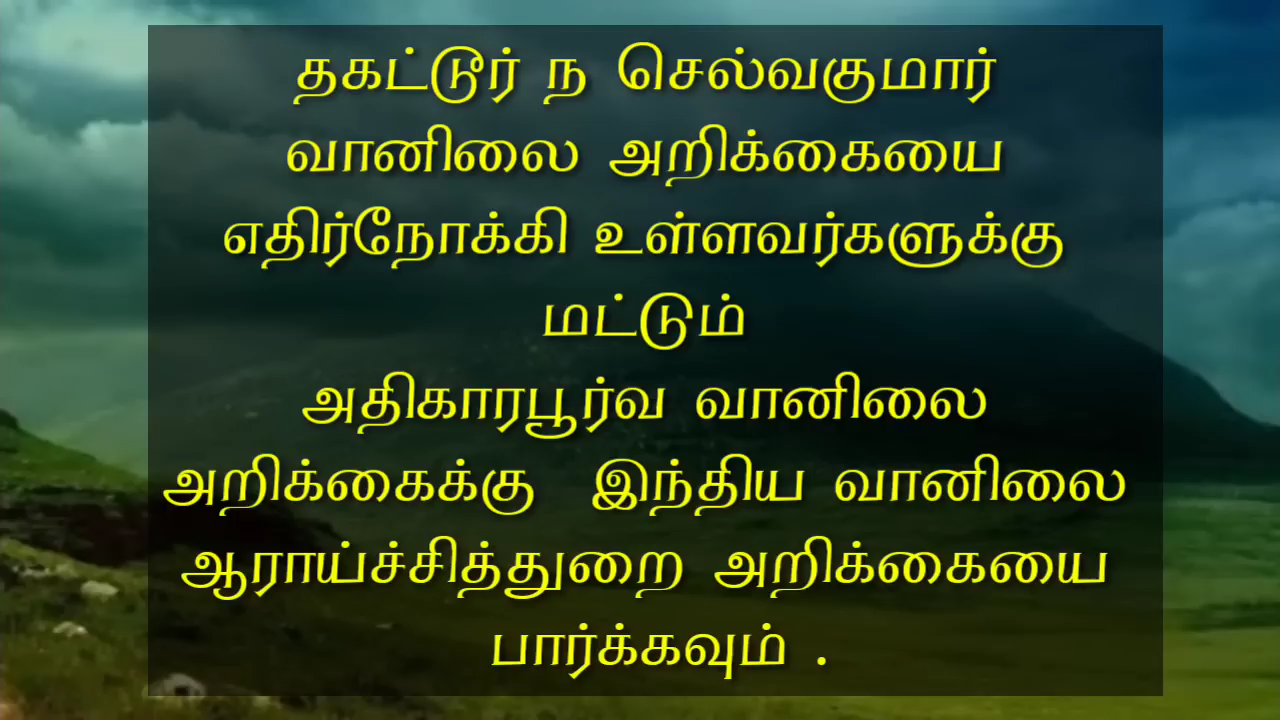 தகட்டூர் ந செல்வகுமார்
வானிலை அறிக்கையை
எதிர்நோக்கி உள்ளவர்களுக்கு
மட்டும்
அதிகாரபூர்வ வானிலை
அறிக்கைக்கு இந்திய வானிலை
ஆராய்ச்சித்துறை அறிக்கையை
பார்க்கவும் .